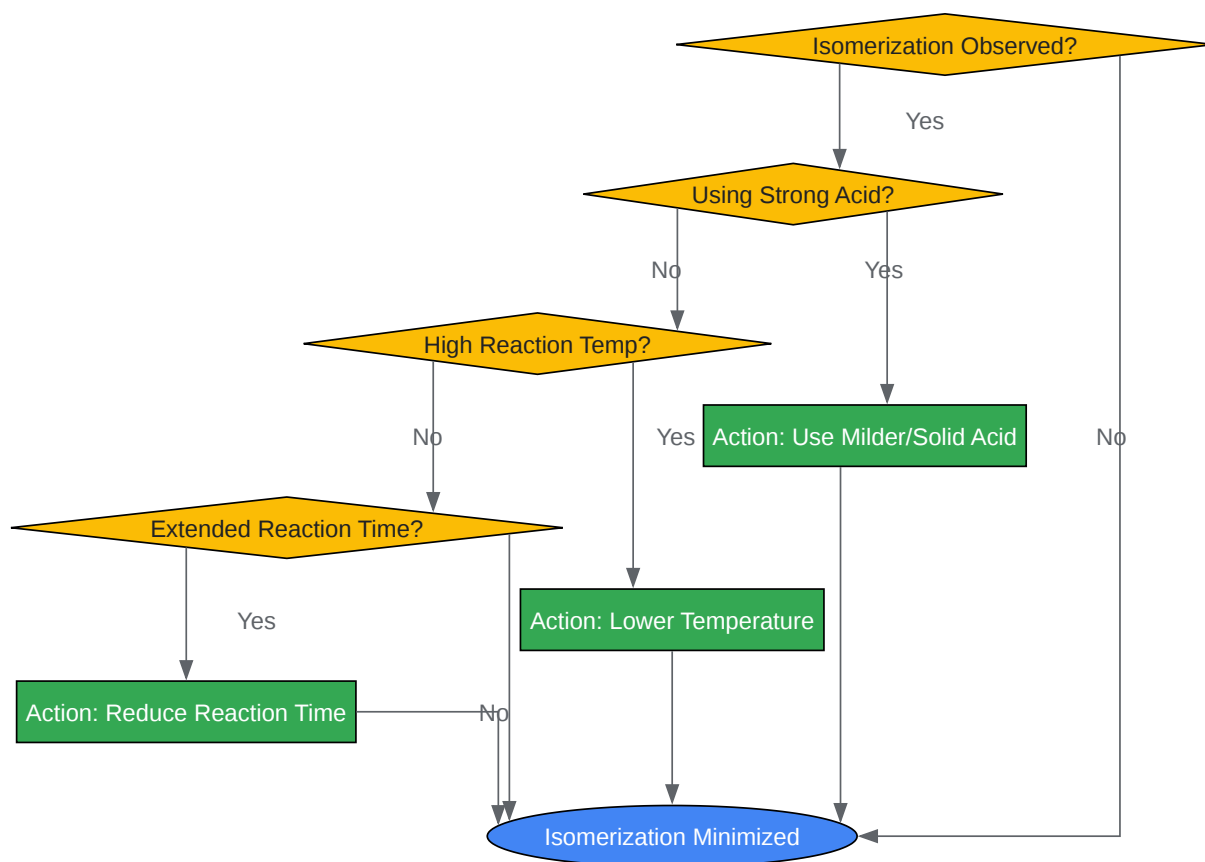 Isomerization Observed?
Yes
Using Strong Acid?
No
Yes
High Reaction Temp?
No
Yes
Action: Use Milder/Solid Acid
No
Extended Reaction Time?
Yes
Action: Lower Temperature
Action: Reduce Reaction Time
No
Isomerization Minimized